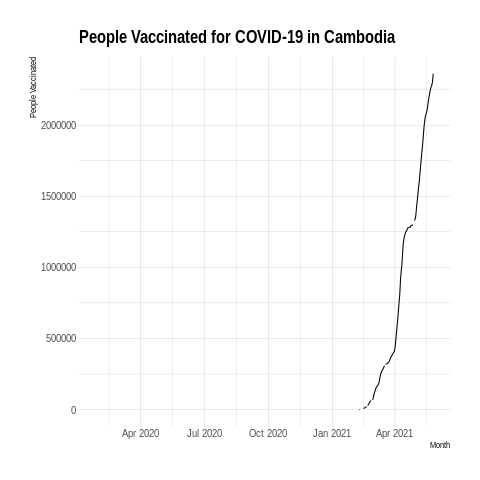 People Vaccinated for COVID-19 in Cambodia
People Vaccinated
2000000
1500000
1000000
500000
0
Apr 2020 Jul 2020 Oct 2020 Jan 2021 Apr 2021
Month